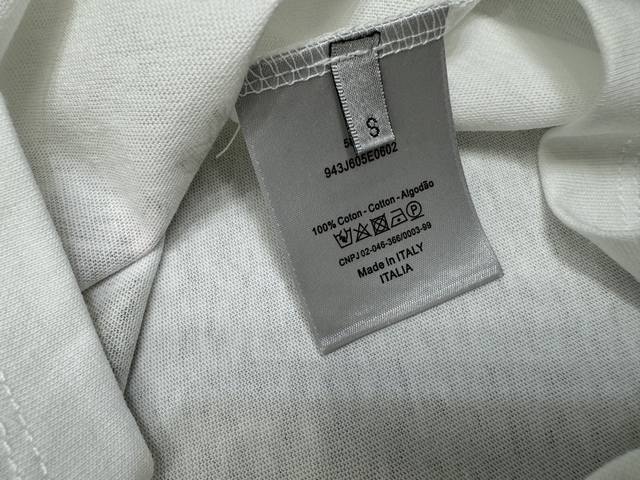 S
943J605E0602
100% Coton - Cotton - Algodão
CNPJ 02-046-366/0003-99
Made in ITALY
ITALIA